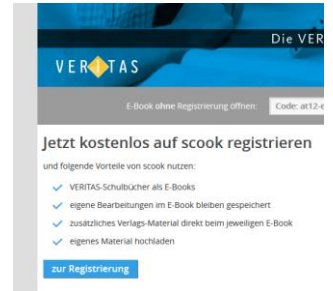 Die VER
VERITAS
E-Book ohne Registrierung öffnen: Code: at12-e
Jetzt kostenlos auf scook registrieren
und folgende Vorteile von scook nutzen:
VERITAS-Schulbücher als E-Books
eigene Bearbeitungen im E-Book bleiben gespeichert
zusätzliches Verlags-Material direkt beim jeweiligen E-Book
eigenes Material hochladen
zur Registrierung